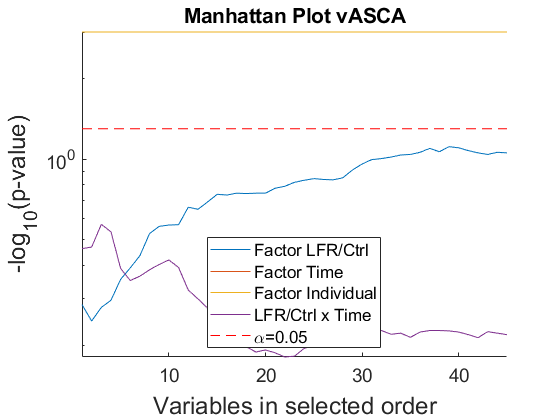 Manhattan Plot vASCA
-log10(p-value)
10^0
Factor LFR/Ctrl
Factor Time
Factor Individual
LFR/Ctrl x Time
α=0.05
10 20 30 40
Variables in selected order